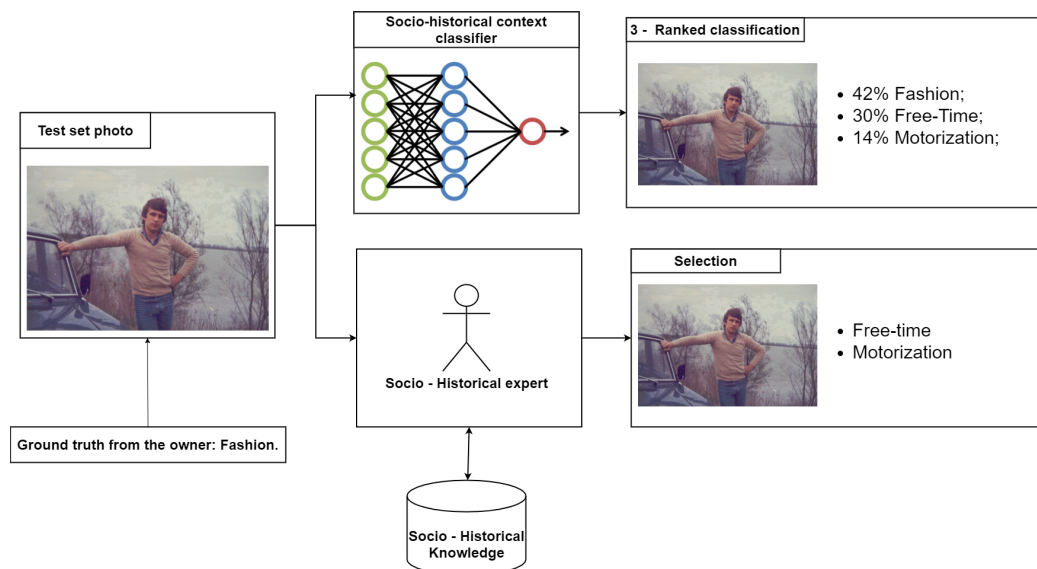 Socio-historical context
classifier
3 - Ranked classification
Test set photo
• 42% Fashion;
• 30% Free-Time;
• 14% Motorization;
Selection
Socio - Historical expert
• Free-time
• Motorization
Ground truth from the owner: Fashion.
Socio - Historical
Knowledge